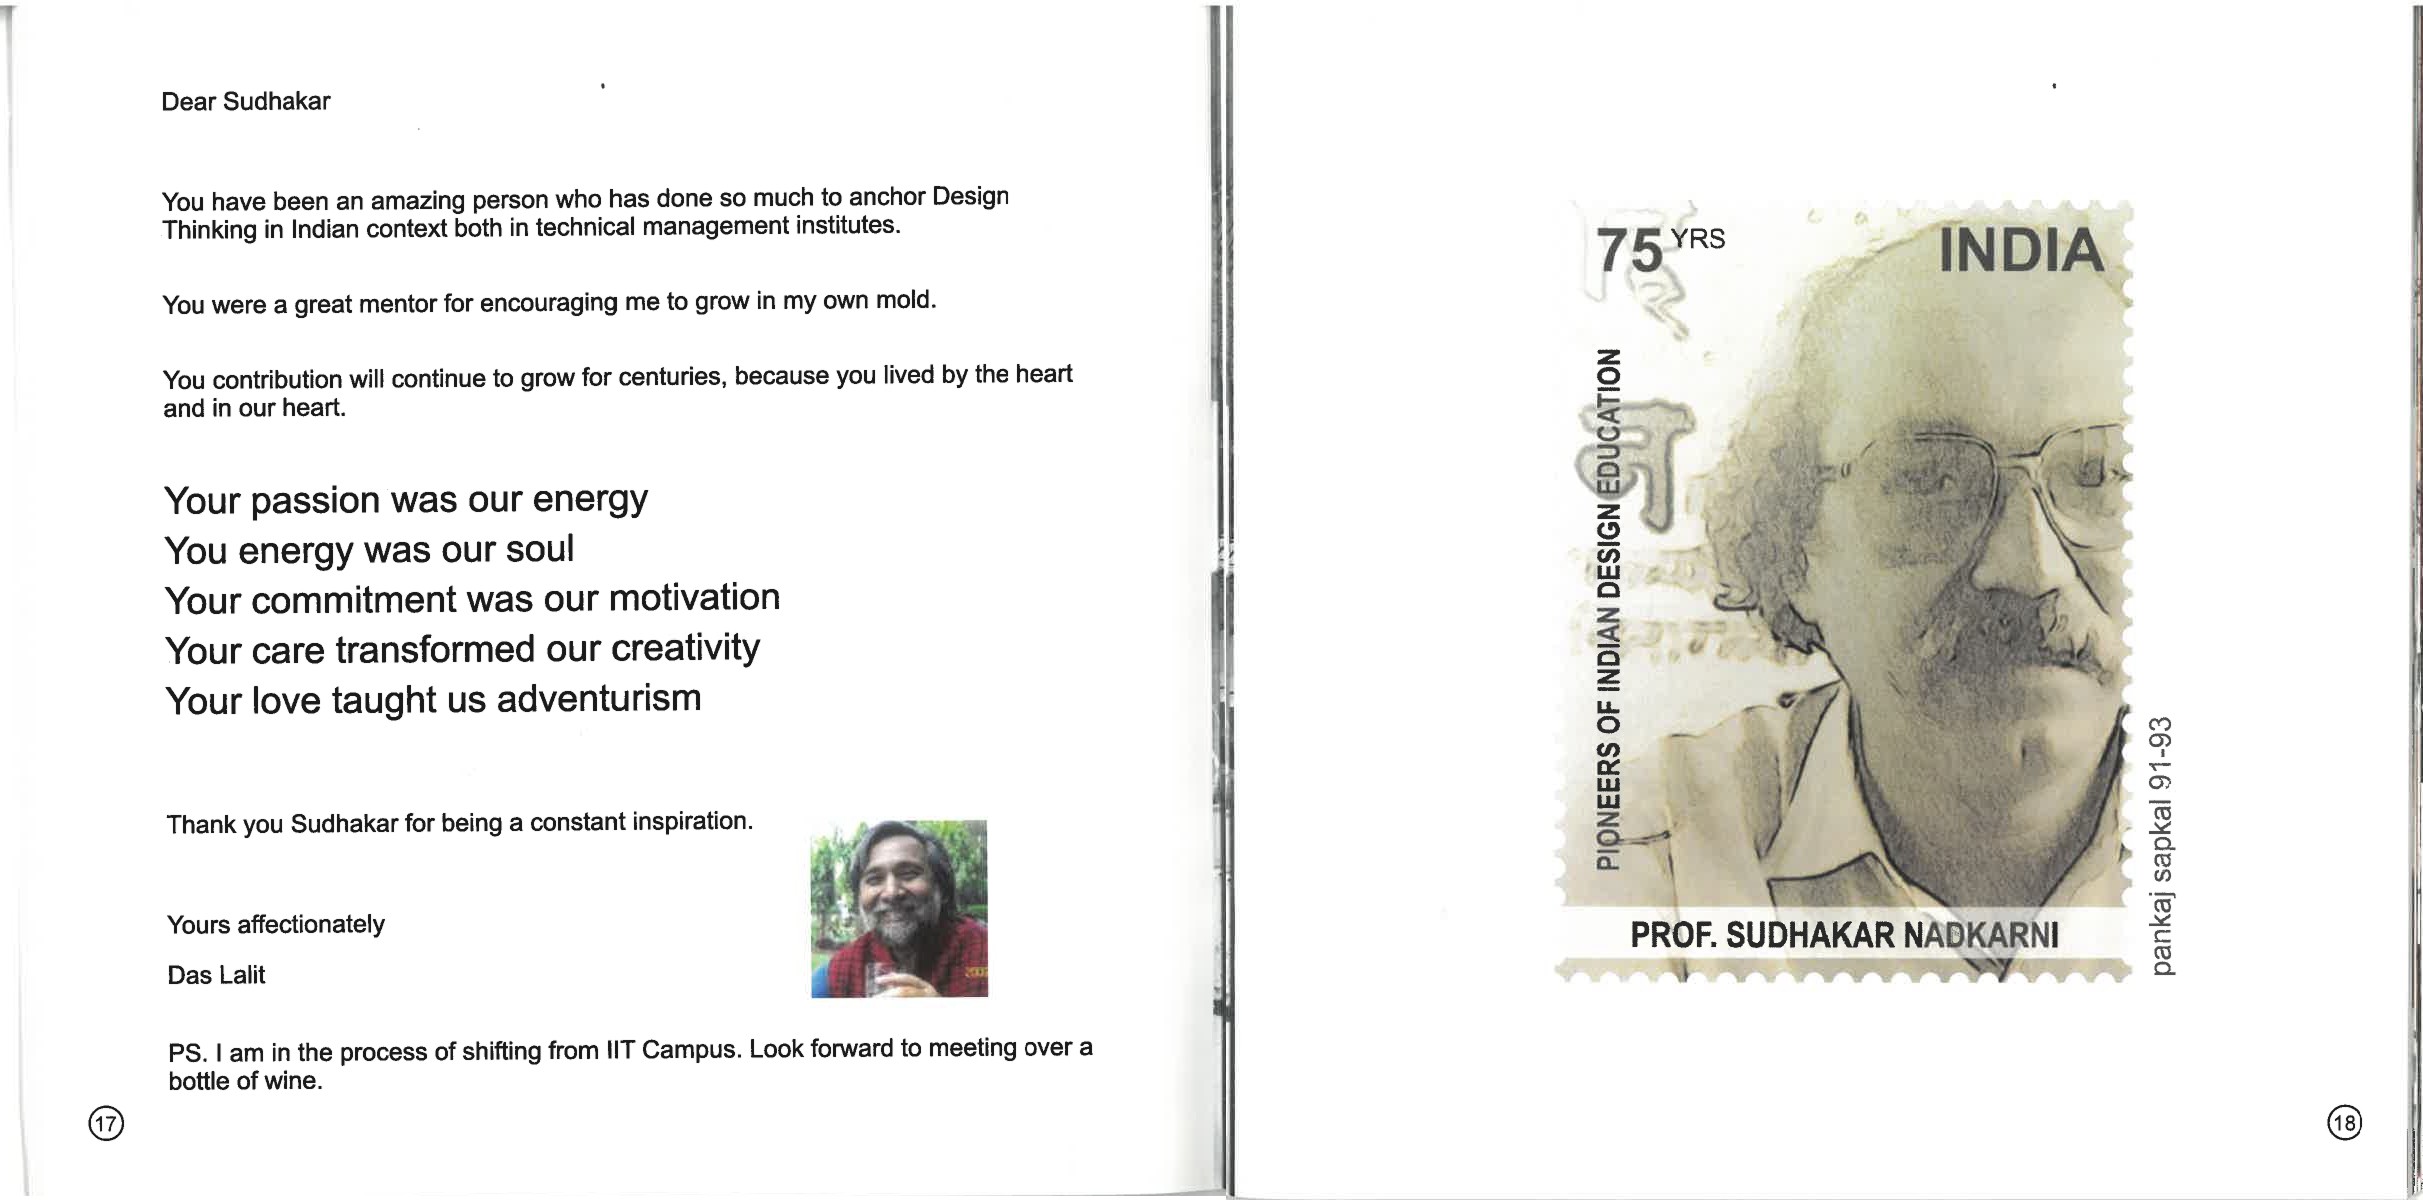 Dear Sudhakar
You have been an amazing person who has done so much to anchor Design
Thinking in Indian context both in technical management institutes.
You were a great mentor for encouraging me to grow in my own mold.
You contribution will continue to grow for centuries, because you lived by the heart
and in our heart.
Your passion was our energy
You energy was our soul
Your commitment was our motivation
Your care transformed our creativity
Your love taught us adventurism
Thank you Sudhakar for being a constant inspiration.
2007
Yours affectionately
Das Lalit
PS. I am in the process of shifting from IIT Campus. Look forward to meeting over a
bottle of wine.
17
75 YRS
INDIA
PIONEERS OF INDIAN DESIGN EDUCATION
न
PROF. SUDHAKAR NADKARNI
pankaj sapkal 91-93
18